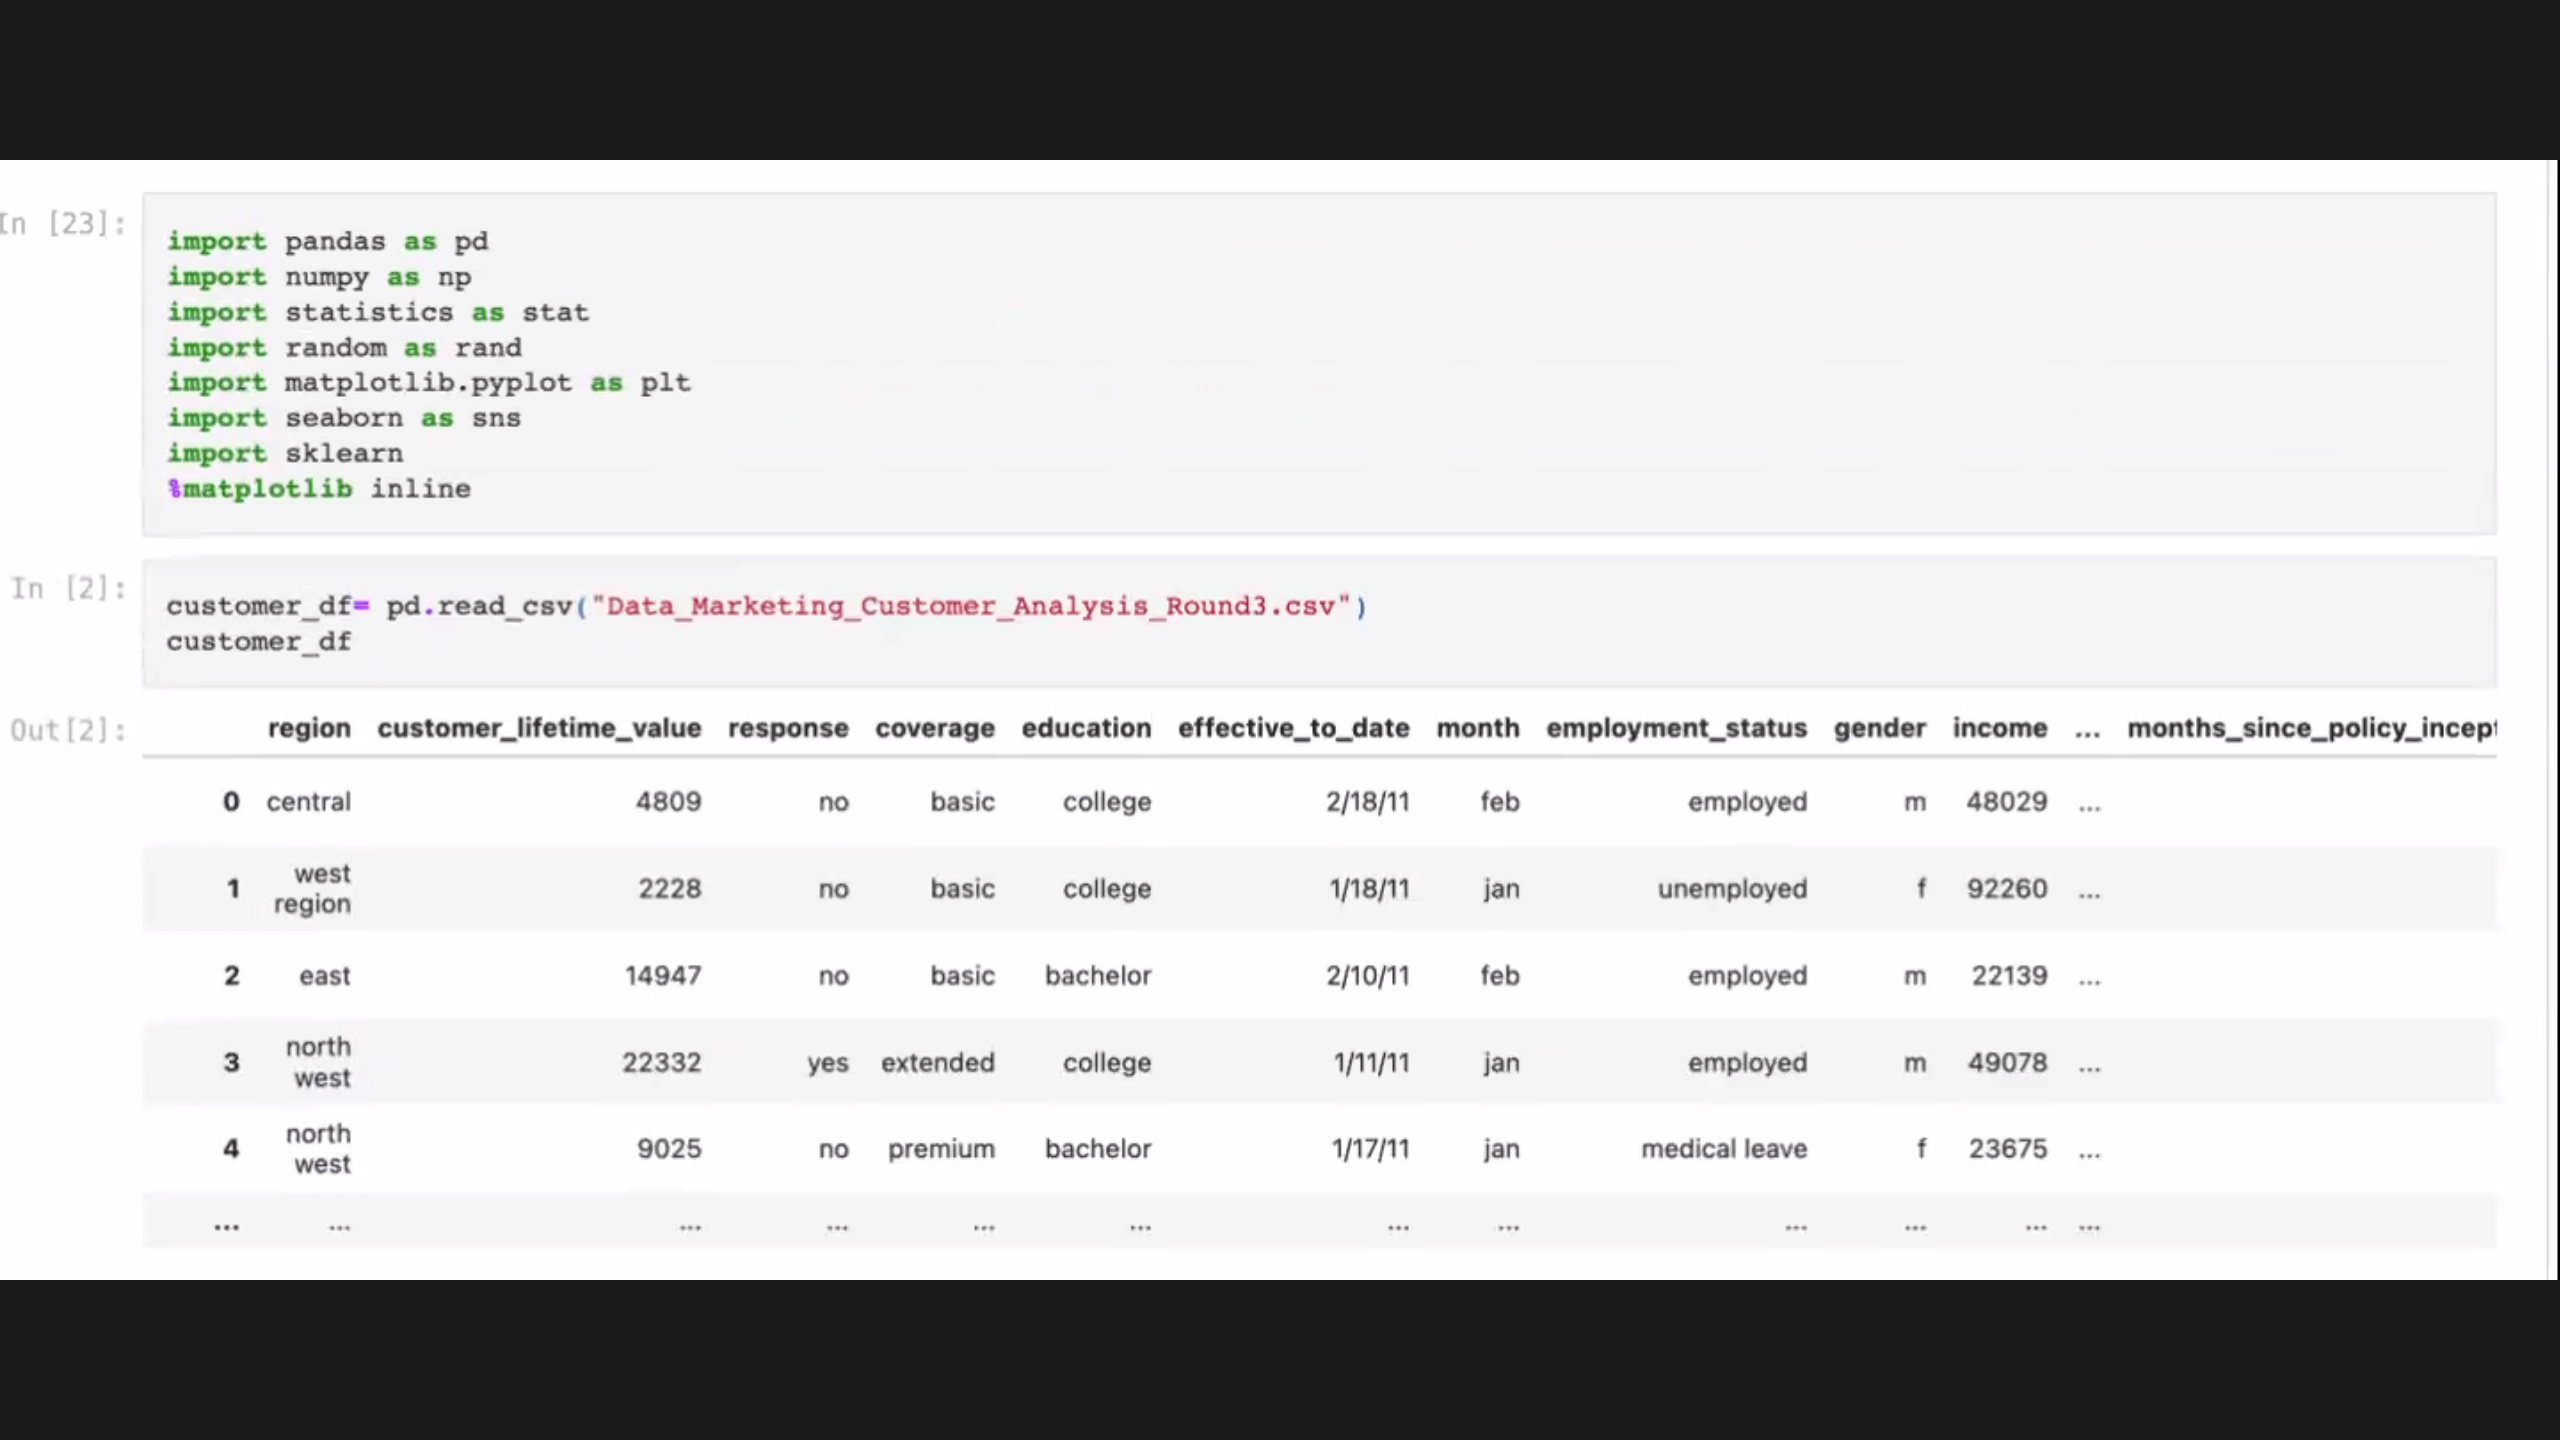 In [23]:
import pandas as pd
import numpy as np
import statistics as stat
import random as rand
import matplotlib.pyplot as plt
import seaborn as sns
import sklearn
%matplotlib inline
In [2]:
customer_df= pd.read_csv("Data_Marketing_Customer_Analysis_Round3.csv")
customer_df
Out[2]:
region customer_lifetime_value response coverage education effective_to_date month employment_status gender income ... months_since_policy_incept
0 central 4809 no basic college 2/18/11 feb employed m 48029 ...
1 west region 2228 no basic college 1/18/11 jan unemployed f 92260 ...
2 east 14947 no basic bachelor 2/10/11 feb employed m 22139 ...
3 north west 22332 yes extended college 1/11/11 jan employed m 49078 ...
4 north west 9025 no premium bachelor 1/17/11 jan medical leave f 23675 ...
... ... ... ... ... ... ... ... ... ... ... ...